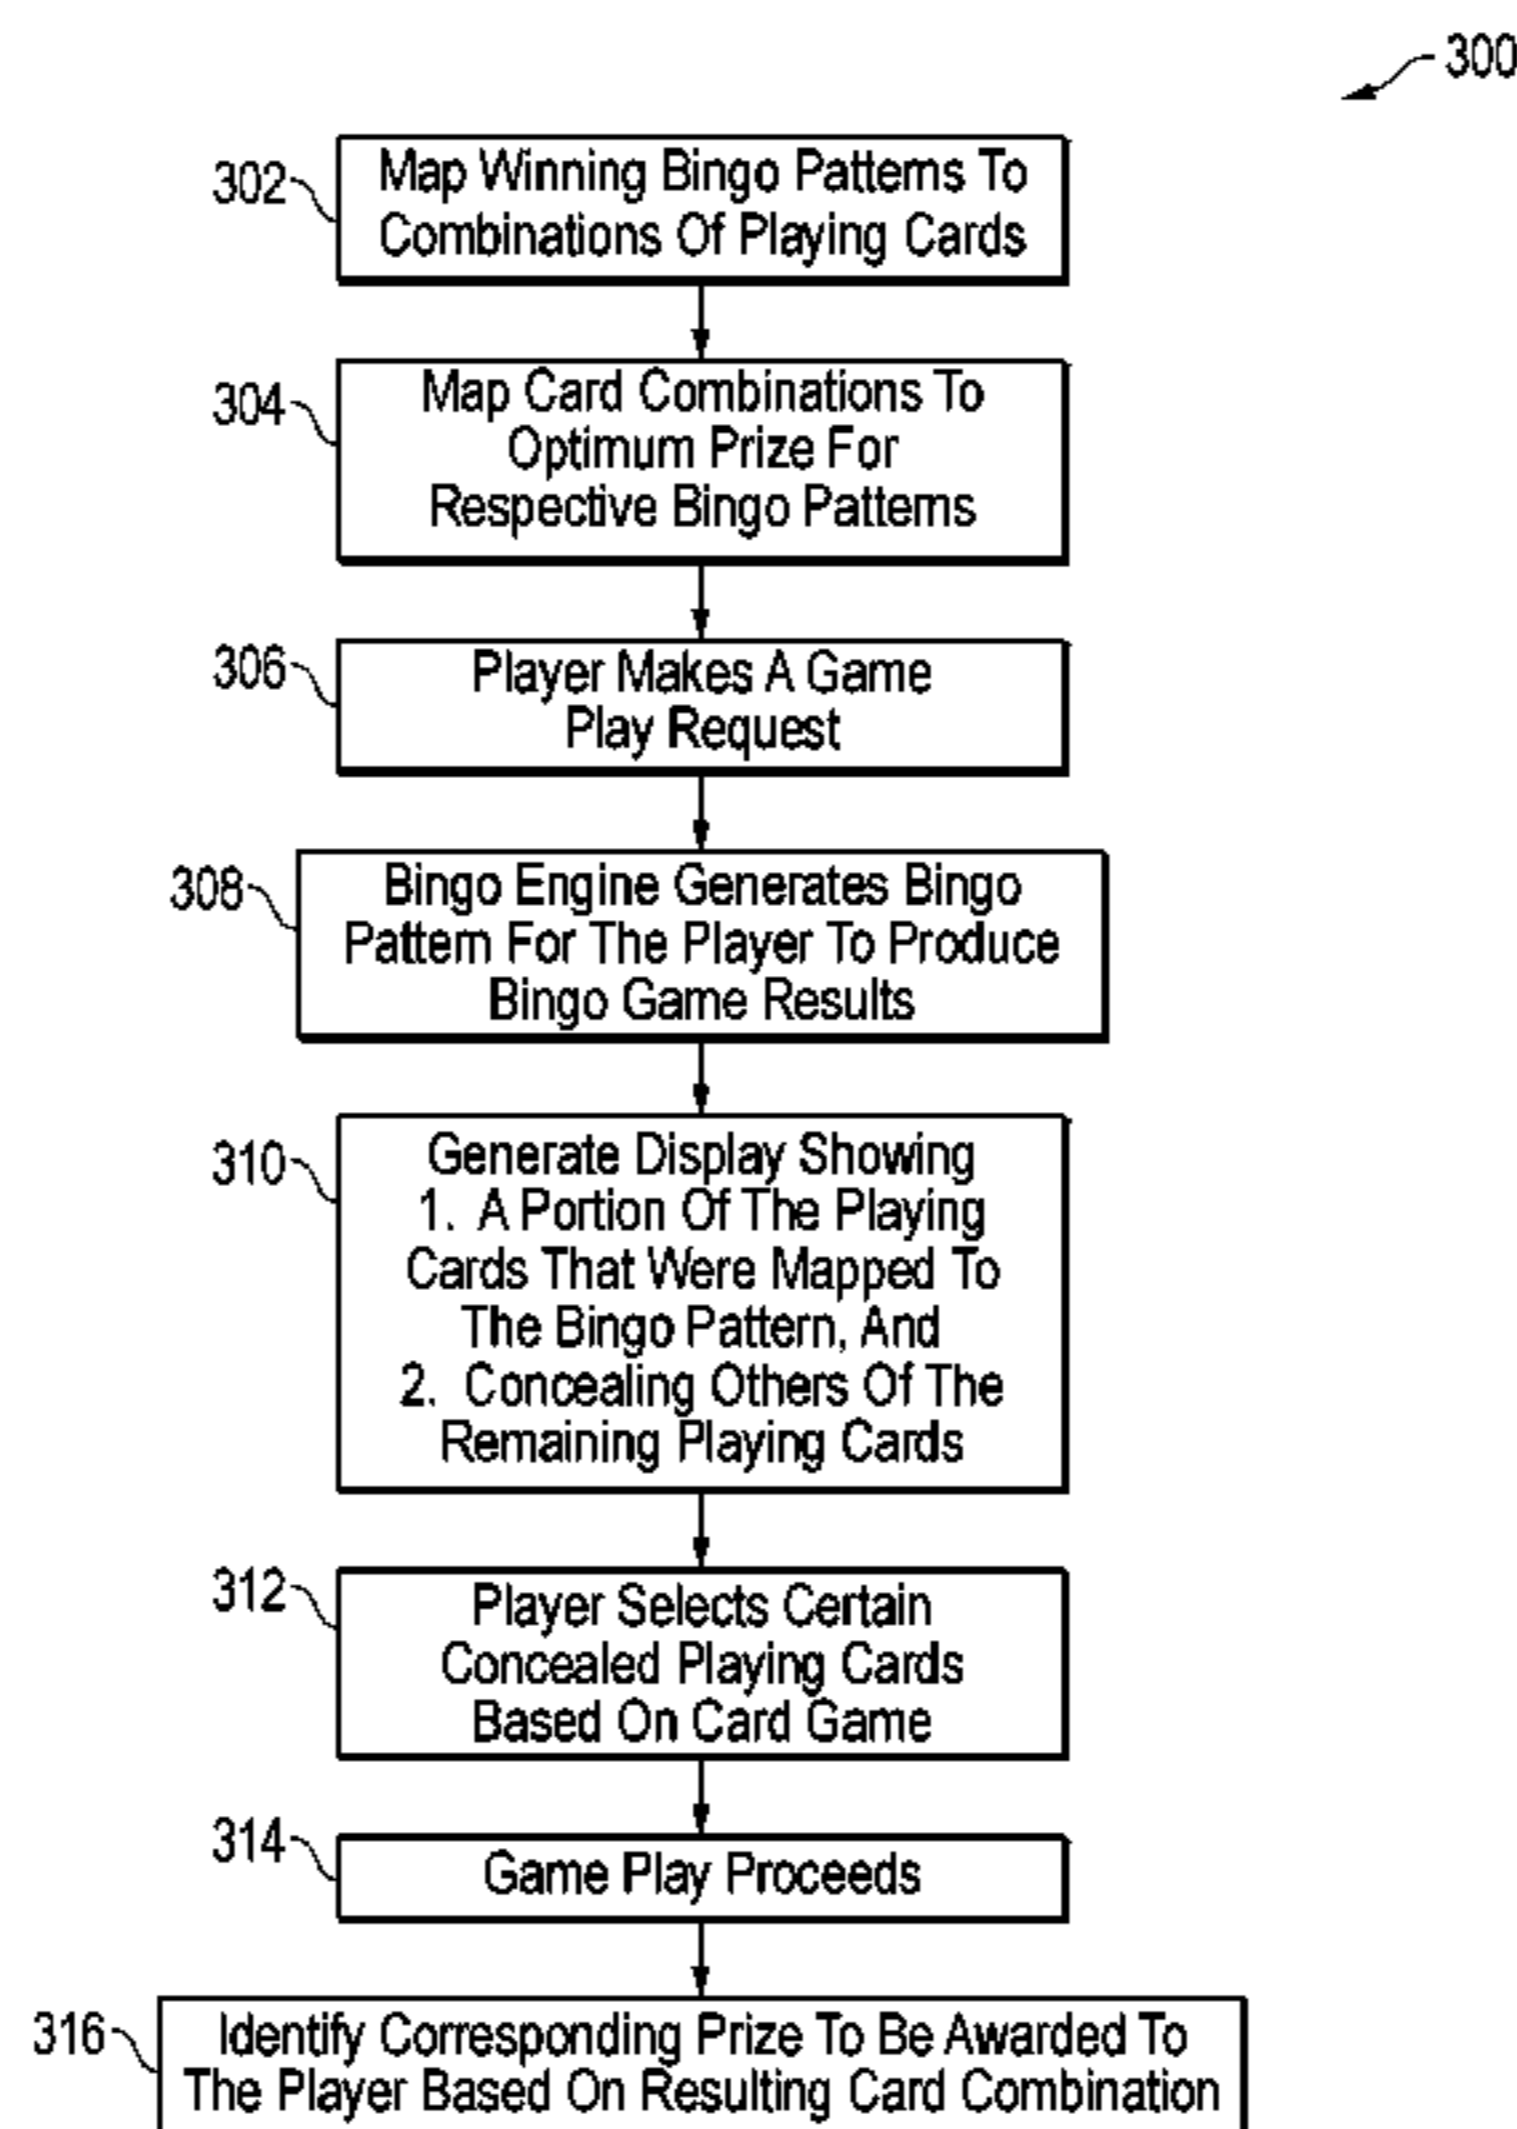 300
302
Map Winning Bingo Patterns To
Combinations Of Playing Cards
304
Map Card Combinations To
Optimum Prize For
Respective Bingo Patterns
306
Player Makes A Game
Play Request
308
Bingo Engine Generates Bingo
Pattern For The Player To Produce
Bingo Game Results
310
Generate Display Showing
1. A Portion Of The Playing
Cards That Were Mapped To
The Bingo Pattern, And
2. Concealing Others Of The
Remaining Playing Cards
312
Player Selects Certain
Concealed Playing Cards
Based On Card Game
314
Game Play Proceeds
316
Identify Corresponding Prize To Be Awarded To
The Player Based On Resulting Card Combination